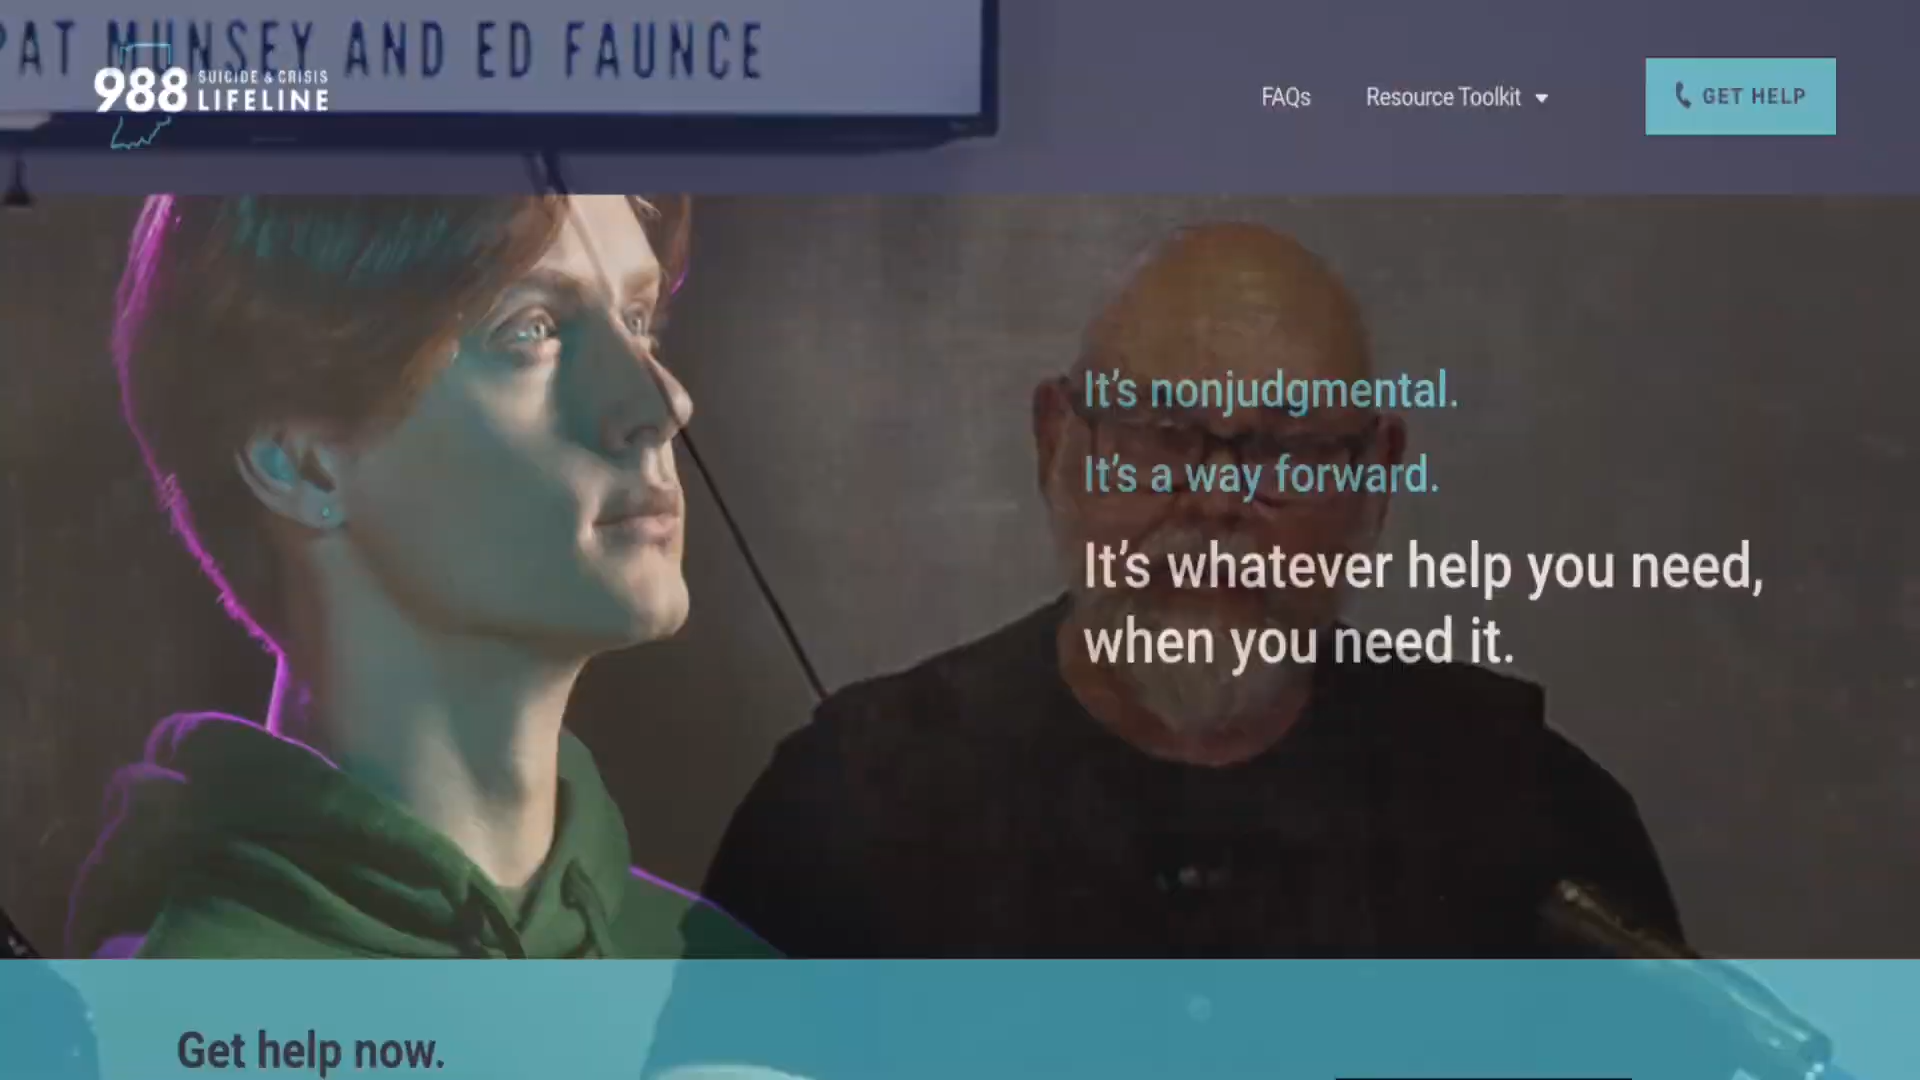 PAT MUNSEY AND ED FAUNCE
988 SUICIDE & CRISIS
LIFELINE
FAQs
Resource Toolkit
GET HELP
It's nonjudgmental.
It's a way forward.
It's whatever help you need,
when you need it.
Get help now.